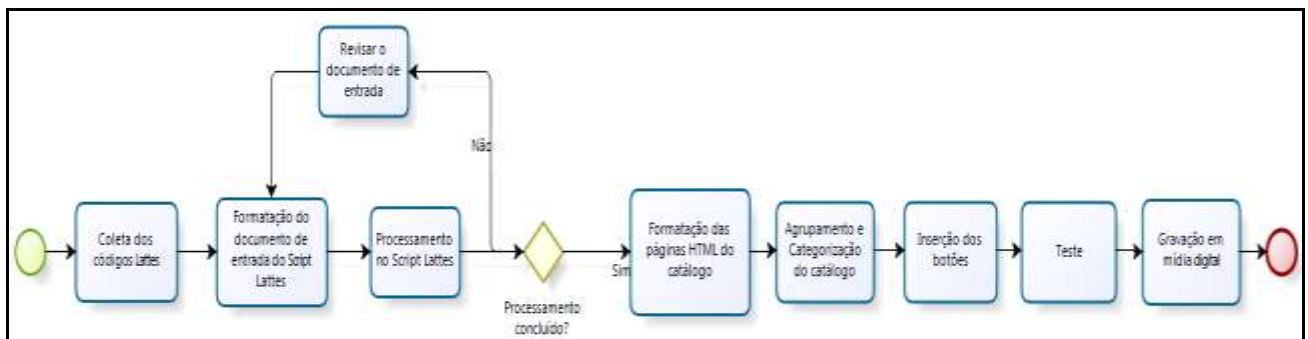 Revisar o
documento de
entrada
Não
Coleta dos
códigos Lattes
Formatação do
documento de
entrada do Script
Lattes
Processamento
no Script Lattes
Processamento
concluído?
Sim
Formatação das
páginas HTML do
catálogo
Agrupamento e
Categorização
do catálogo
Inserção dos
botões
Teste
Gravação em
mídia digital